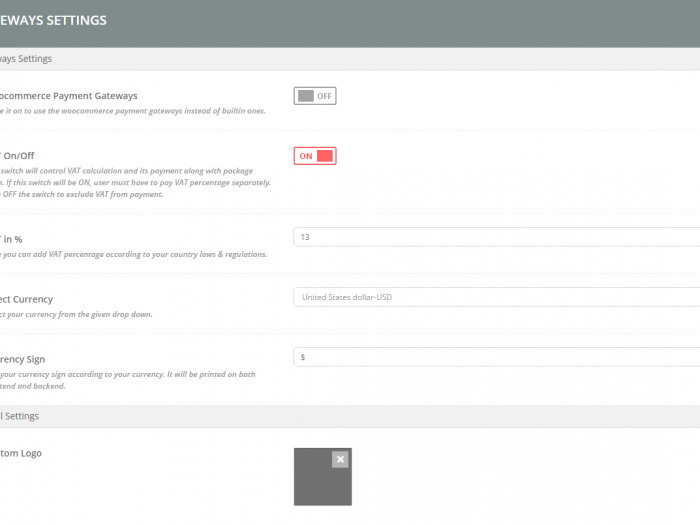 EWAYS SETTINGS
ays Settings
ocommerce Payment Gateways
OFF
e it on to use the woocommerce payment gateways instead of builtin ones.
On/Off
ON
switch will control VAT calculation and its payment along with package
. If this switch will be ON, user must have to pay VAT percentage separately.
OFF the switch to exclude VAT from payment.
in %
13
you can add VAT percentage according to your country laws & regulations.
ect Currency
United States dollar-USD
ct your currency from the given drop down.
rency Sign
$
your currency sign according to your currency. It will be printed on both
tend and backend.
l Settings
tom Logo